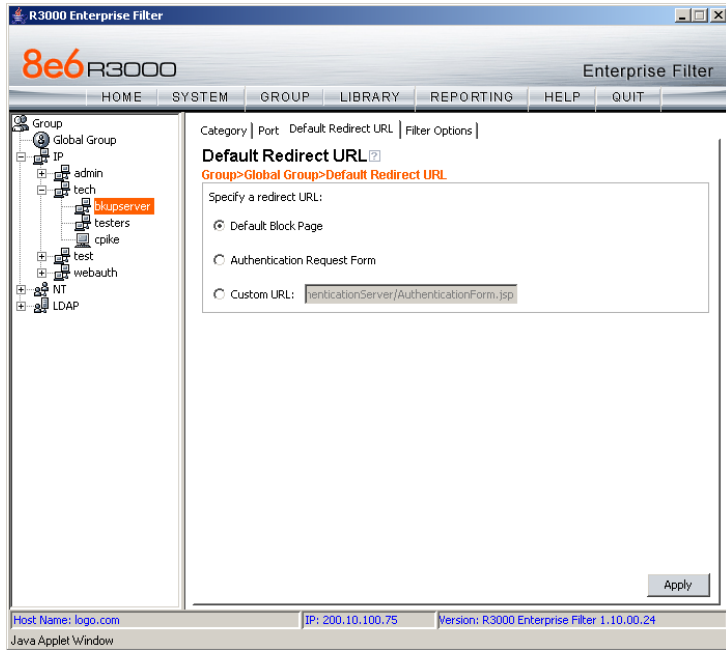 R3000 Enterprise Filter
8e6 R3000
Enterprise Filter
HOME SYSTEM GROUP LIBRARY REPORTING HELP QUIT
Group
Global Group
IP
admin
tech
bkupserver
testers
cpike
test
webauth
NT
LDAP
Category Port Default Redirect URL Filter Options
Default Redirect URL ?
Group>Global Group>Default Redirect URL
Specify a redirect URL:
Default Block Page
Authentication Request Form
Custom URL: henticationServer/AuthenticationForm.jsp
Apply
Host Name: logo.com IP: 200.10.100.75 Version: R3000 Enterprise Filter 1.10.00.24
Java Applet Window